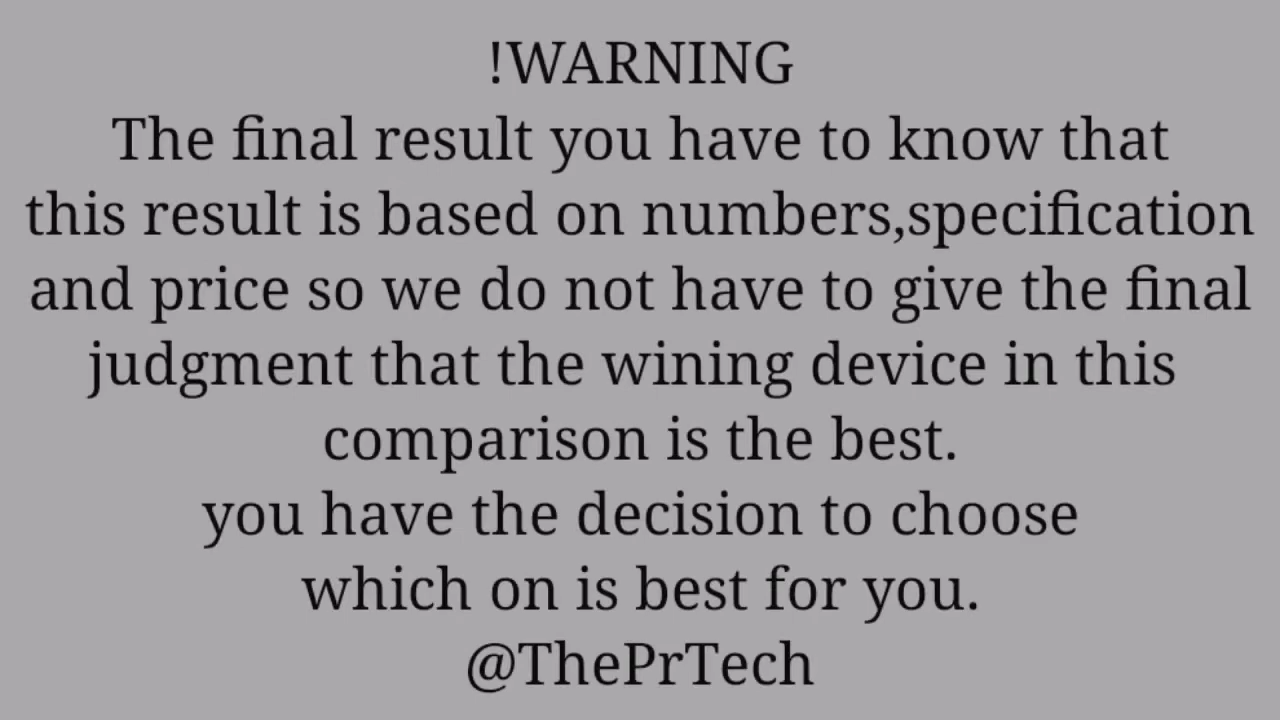 !WARNING
The final result you have to know that
this result is based on numbers,specification
and price so we do not have to give the final
judgment that the wining device in this
comparison is the best.
you have the decision to choose
which on is best for you.
@ThePrTech